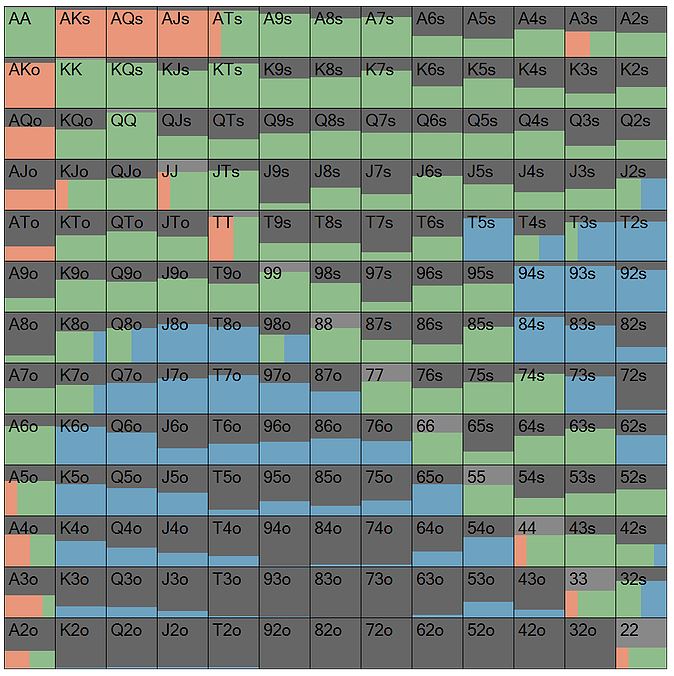 AA AKs AQs AJs ATs A9s A8s A7s A6s A5s A4s A3s A2s
AKo KK KQs KJs KTs K9s K8s K7s K6s K5s K4s K3s K2s
AQo KQo QQ QJs QTs Q9s Q8s Q7s Q6s Q5s Q4s Q3s Q2s
AJo KJo QJo JJ JTs J9s J8s J7s J6s J5s J4s J3s J2s
ATo KTo QTo JTo TT T9s T8s T7s T6s T5s T4s T3s T2s
A9o K9o Q9o J9o T9o 99 98s 97s 96s 95s 94s 93s 92s
A8o K8o Q8o J8o T8o 98o 88 87s 86s 85s 84s 83s 82s
A7o K7o Q7o J7o T7o 97o 87o 77 76s 75s 74s 73s 72s
A6o K6o Q6o J6o T6o 96o 86o 76o 66 65s 64s 63s 62s
A5o K5o Q5o J5o T5o 95o 85o 75o 65o 55 54s 53s 52s
A4o K4o Q4o J4o T4o 94o 84o 74o 64o 54o 44 43s 42s
A3o K3o Q3o J3o T3o 93o 83o 73o 63o 53o 43o 33 32s
A2o K2o Q2o J2o T2o 92o 82o 72o 62o 52o 42o 32o 22